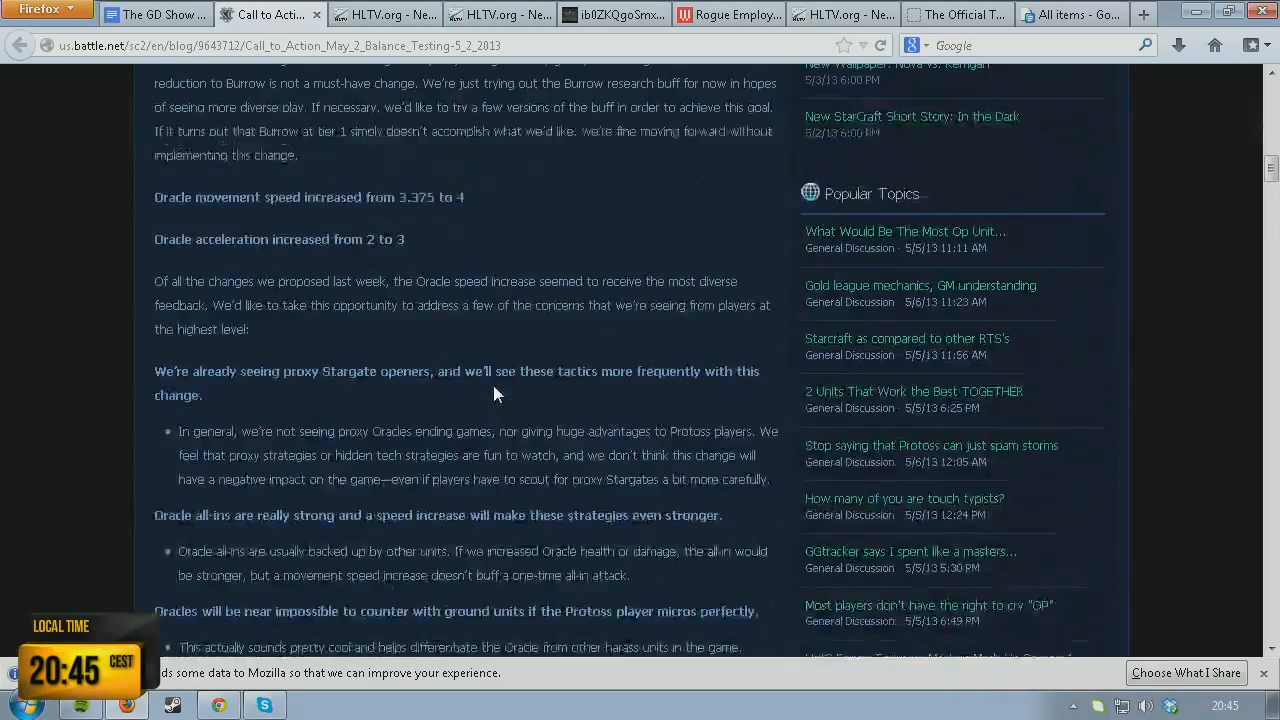 Firefox
The GD Show ...
Call to Actio...
HLTV.org - Ne...
HLTV.org - Ne...
ib0ZKQgoSmx...
Rogue Employ...
HLTV.org - Ne...
The Official T...
All items - Go...
us.battle.net/sc2/en/blog/
/Call_to_Action_May_2_Balance_Testing-5_2_2013
Google
reduction to Burrow is not a must-have change. We're just trying out the Burrow research buff for now in hopes
of seeing more diverse play. If necessary, we'd like to try a few versions of the buff in order to achieve this goal.
If it turns out that Burrow at tier 1 simply doesn't accomplish what we'd like, we're fine moving forward without
implementing this change.
Oracle movement speed increased from 3.375 to 4
Oracle acceleration increased from 2 to 3
Of all the changes we proposed last week, the Oracle speed increase seemed to receive the most diverse
feedback. We'd like to take this opportunity to address a few of the concerns that we're seeing from players at
the highest level:
We're already seeing proxy Stargate openers, and we'll see these tactics more frequently with this
change.
• In general, we're not seeing proxy Oracles ending games, nor giving huge advantages to Protoss players. We
feel that proxy strategies or hidden tech strategies are fun to watch, and we don't think this change will
have a negative impact on the game—even if players have to scout for proxy Stargates a bit more carefully.
Oracle all-ins are really strong and a speed increase will make these strategies even stronger.
• Oracle all-ins are usually backed up by other units. If we increased Oracle health or damage, the all-in would
be stronger, but a movement speed increase doesn't buff a one-time all-in attack.
Oracles will be near impossible to counter with ground units if the Protoss player micros perfectly.
• This actually sounds pretty cool and helps differentiate the Oracle from other harass units in the game.
New Wallpaper: Nova vs. Kerrigan
5/3/13 6:00 PM
New StarCraft Short Story: In the Dark
5/2/13 6:00 PM
Popular Topics
What Would Be The Most Op Unit...
General Discussion - 5/5/13 11:11 AM
Gold league mechanics, GM understanding
General Discussion - 5/6/13 11:23 AM
Starcraft as compared to other RTS's
General Discussion - 5/5/13 11:56 AM
2 Units That Work the Best TOGETHER
General Discussion - 5/5/13 6:25 PM
Stop saying that Protoss can just spam storms
General Discussion - 5/6/13 12:05 AM
How many of you are touch typists?
General Discussion - 5/5/13 12:24 PM
GGtracker says I spent like a masters...
General Discussion - 5/5/13 5:30 PM
Most players don't have the right to cry "OP"
General Discussion - 5/5/13 6:49 PM
LOCAL TIME
20:45 CEST
ds some data to Mozilla so that we can improve your experience.
Choose What I Share
20:45